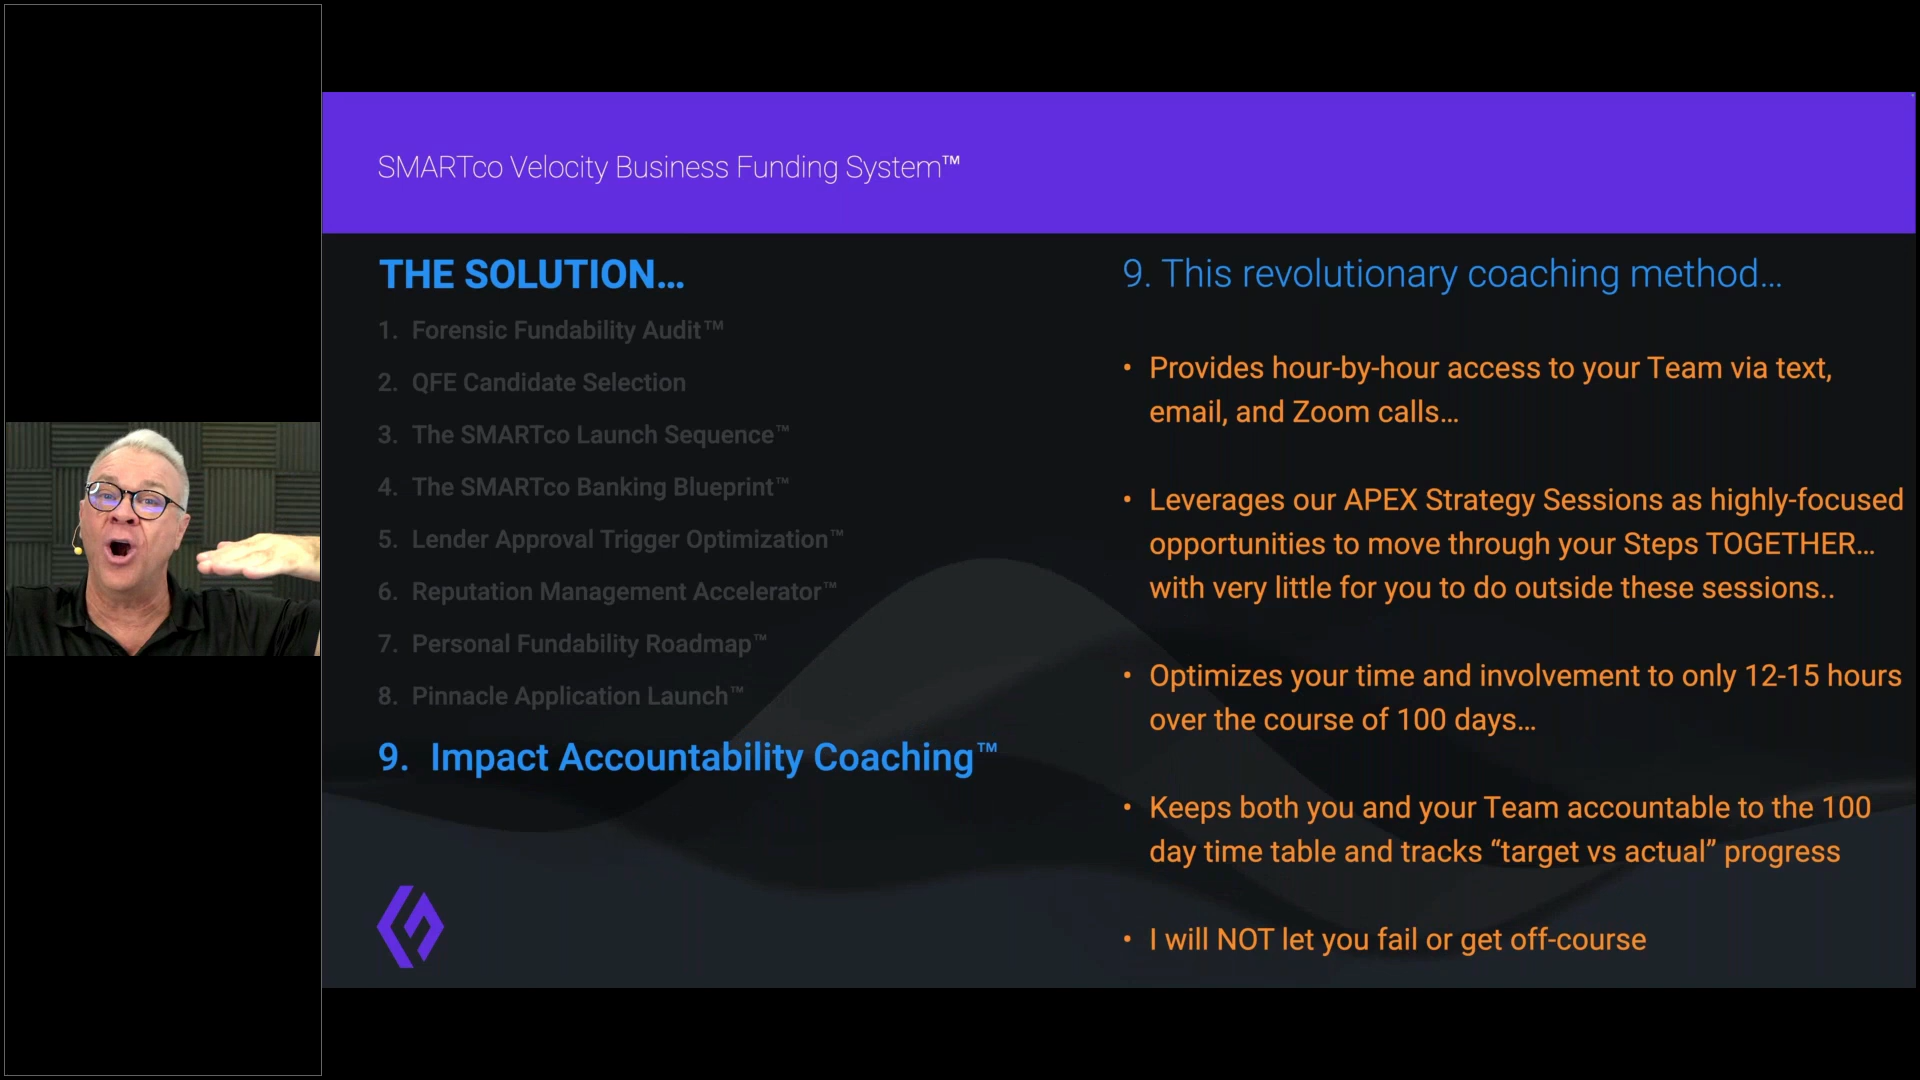 SMARTco Velocity Business Funding System™
THE SOLUTION...
1. Forensic Fundability Audit™
2. QFE Candidate Selection
3. The SMARTco Launch Sequence™
4. The SMARTco Banking Blueprint™
5. Lender Approval Trigger Optimization™
6. Reputation Management Accelerator™
7. Personal Fundability Roadmap™
8. Pinnacle Application Launch™
9. Impact Accountability Coaching™
9. This revolutionary coaching method...
• Provides hour-by-hour access to your Team via text,
email, and Zoom calls...
• Leverages our APEX Strategy Sessions as highly-focused
opportunities to move through your Steps TOGETHER...
with very little for you to do outside these sessions..
• Optimizes your time and involvement to only 12-15 hours
over the course of 100 days...
• Keeps both you and your Team accountable to the 100
day time table and tracks “target vs actual” progress
• I will NOT let you fail or get off-course